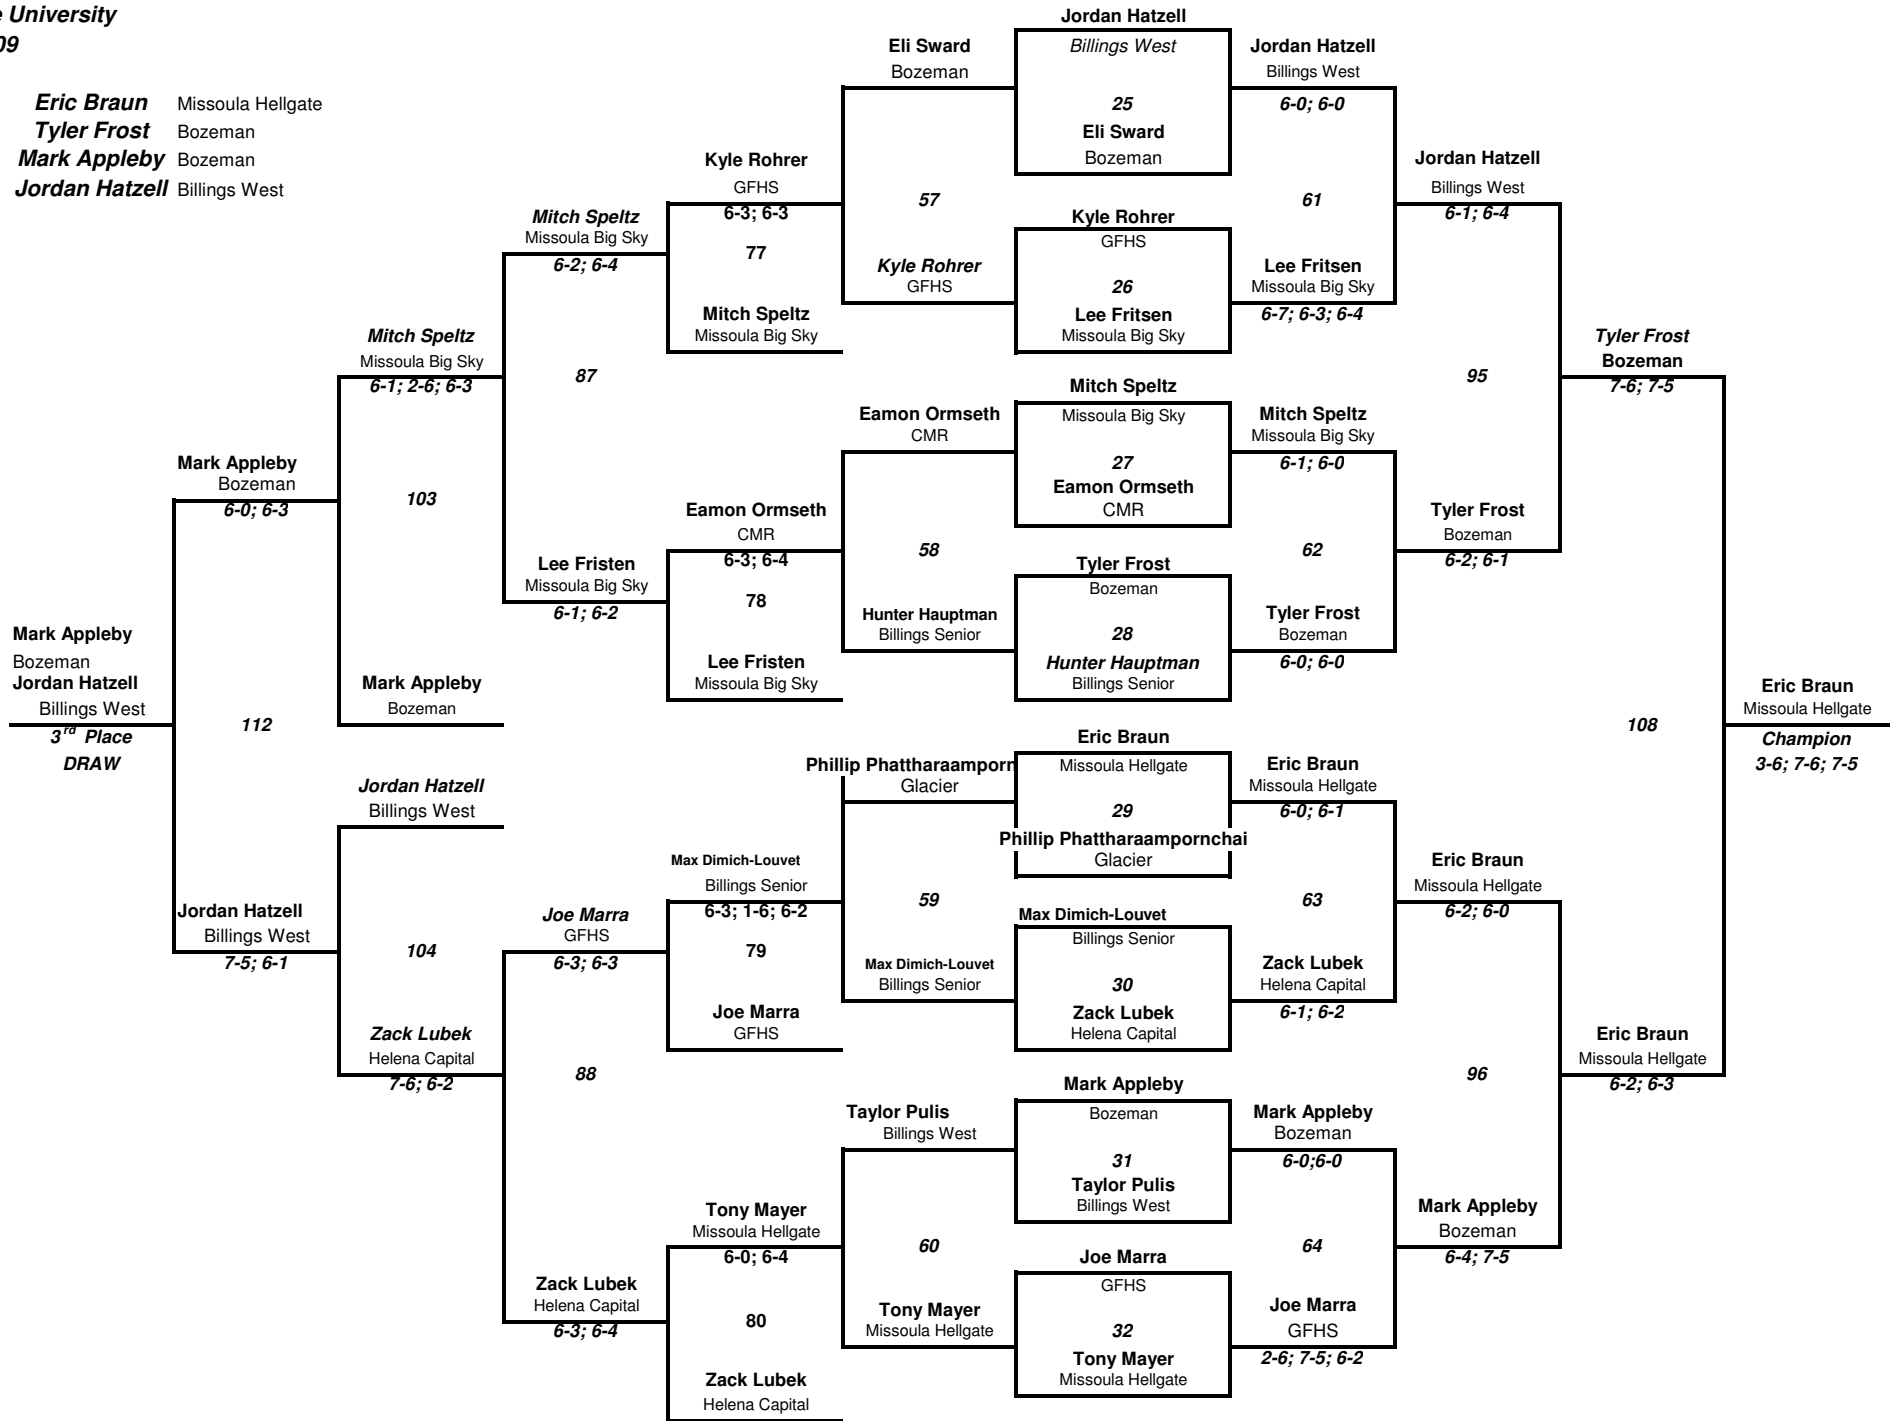 e University
09
Eric Braun Missoula Hellgate
Tyler Frost Bozeman
Mark Appleby Bozeman
Jordan Hatzell Billings West
Mark Appleby
Bozeman
Jordan Hatzell
Billings West
3rd Place
DRAW
Mark Appleby
Bozeman
6-0; 6-3
112
Jordan Hatzell
Billings West
7-5; 6-1
Mitch Speltz
Missoula Big Sky
6-1; 2-6; 6-3
103
Mark Appleby
Bozeman
Jordan Hatzell
Billings West
104
Zack Lubek
Helena Capital
7-6; 6-2
Mitch Speltz
Missoula Big Sky
6-2; 6-4
87
Lee Fristen
Missoula Big Sky
6-1; 6-2
Joe Marra
GFHS
6-3; 6-3
88
Zack Lubek
Helena Capital
6-3; 6-4
Kyle Rohrer
GFHS
6-3; 6-3
77
Mitch Speltz
Missoula Big Sky
Eamon Ormseth
CMR
6-3; 6-4
78
Lee Fristen
Missoula Big Sky
Max Dimich-Louvet
Billings Senior
6-3; 1-6; 6-2
79
Joe Marra
GFHS
Tony Mayer
Missoula Hellgate
6-0; 6-4
80
Zack Lubek
Helena Capital
Eli Sward
Bozeman
57
Kyle Rohrer
GFHS
Eamon Ormseth
CMR
58
Hunter Hauptman
Billings Senior
Phillip Phattharaamporn
Glacier
59
Max Dimich-Louvet
Billings Senior
Taylor Pulis
Billings West
60
Tony Mayer
Missoula Hellgate
Jordan Hatzell
Billings West
25
Eli Sward
Bozeman
Kyle Rohrer
GFHS
26
Lee Fritsen
Missoula Big Sky
Mitch Speltz
Missoula Big Sky
27
Eamon Ormseth
CMR
Tyler Frost
Bozeman
28
Hunter Hauptman
Billings Senior
Eric Braun
Missoula Hellgate
29
Phillip Phattharaampornchai
Glacier
Max Dimich-Louvet
Billings Senior
30
Zack Lubek
Helena Capital
Mark Appleby
Bozeman
31
Taylor Pulis
Billings West
Joe Marra
GFHS
32
Tony Mayer
Missoula Hellgate
Jordan Hatzell
Billings West
6-0; 6-0
61
Lee Fritsen
Missoula Big Sky
6-7; 6-3; 6-4
Mitch Speltz
Missoula Big Sky
6-1; 6-0
62
Tyler Frost
Bozeman
6-0; 6-0
Eric Braun
Missoula Hellgate
6-0; 6-1
63
Zack Lubek
Helena Capital
6-1; 6-2
Mark Appleby
Bozeman
6-0;6-0
64
Joe Marra
GFHS
2-6; 7-5; 6-2
Jordan Hatzell
Billings West
6-1; 6-4
95
Tyler Frost
Bozeman
6-2; 6-1
Eric Braun
Missoula Hellgate
6-2; 6-0
96
Mark Appleby
Bozeman
6-4; 7-5
Tyler Frost
Bozeman
7-6; 7-5
108
Eric Braun
Missoula Hellgate
6-2; 6-3
Eric Braun
Missoula Hellgate
Champion
3-6; 7-6; 7-5